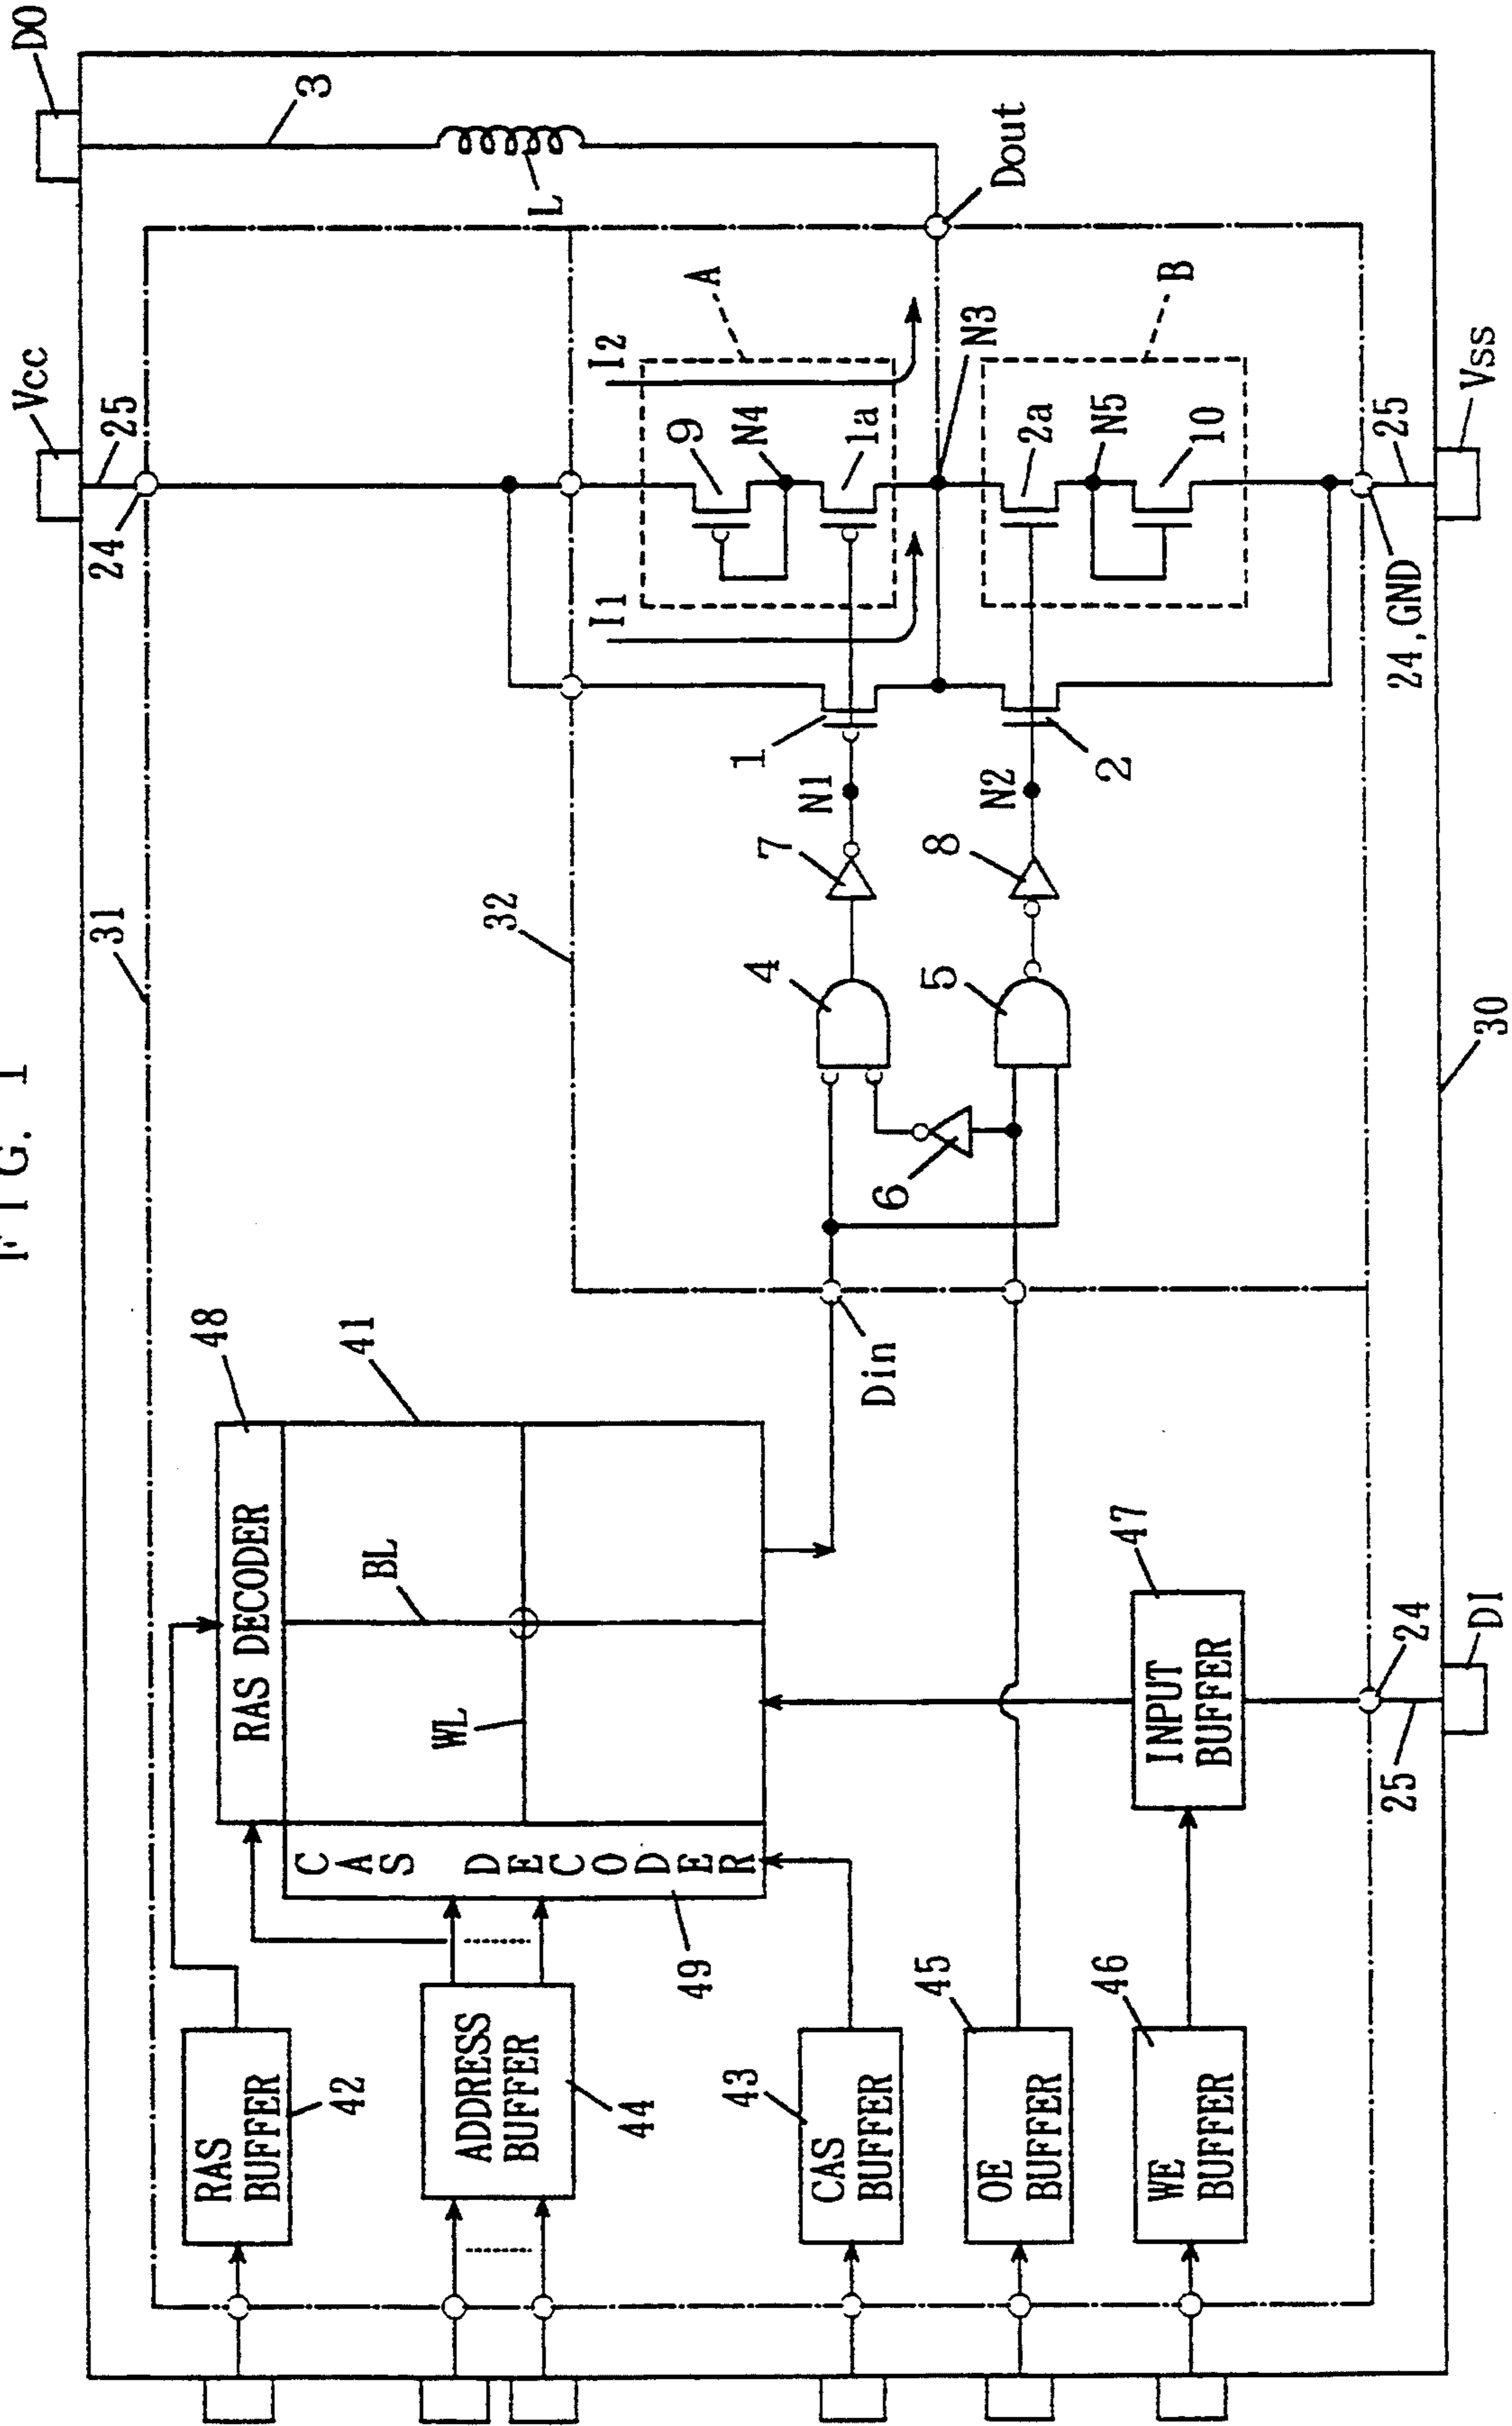 FIG. 1
RAS
BUFFER
42
ADDRESS
BUFFER
44
CAS
BUFFER
43
OE
BUFFER
45
WE
BUFFER
46
RAS DECODER
48
CAS DECODER
49
41
BL
WL
INPUT
BUFFER
47
24
25
DI
Din
31
32
30
4
5
6
7
8
N1
N2
1
2
I1
I2
A
9
N4
1a
N3
2a
N5
10
B
24
25
Vcc
24, GND
25
Vss
Dout
L
3
DO